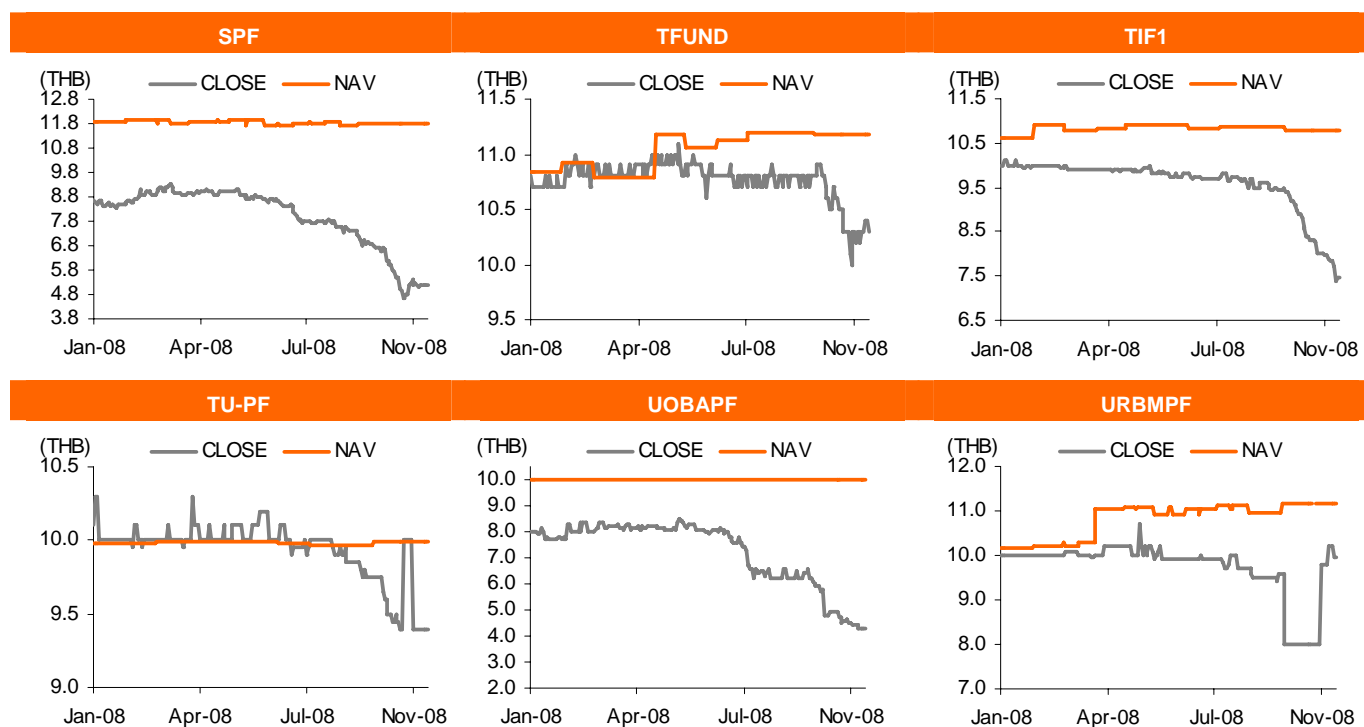 SPF
(THB)
CLOSE NAV
12.8
11.8
10.8
9.8
8.8
7.8
6.8
5.8
4.8
3.8
Jan-08 Apr-08 Jul-08 Nov-08
TFUND
(THB)
CLOSE NAV
11.5
11.0
10.5
10.0
9.5
Jan-08 Apr-08 Jul-08 Nov-08
TIF1
(THB)
CLOSE NAV
11.5
10.5
9.5
8.5
7.5
6.5
Jan-08 Apr-08 Jul-08 Nov-08
TU-PF
(THB)
CLOSE NAV
10.5
10.0
9.5
9.0
Jan-08 Apr-08 Jul-08 Nov-08
UOBAPF
(THB)
CLOSE NAV
10.0
9.0
8.0
7.0
6.0
5.0
4.0
3.0
2.0
Jan-08 Apr-08 Jul-08 Nov-08
URBMPF
(THB)
CLOSE NAV
12.0
11.0
10.0
9.0
8.0
7.0
Jan-08 Apr-08 Jul-08 Nov-08